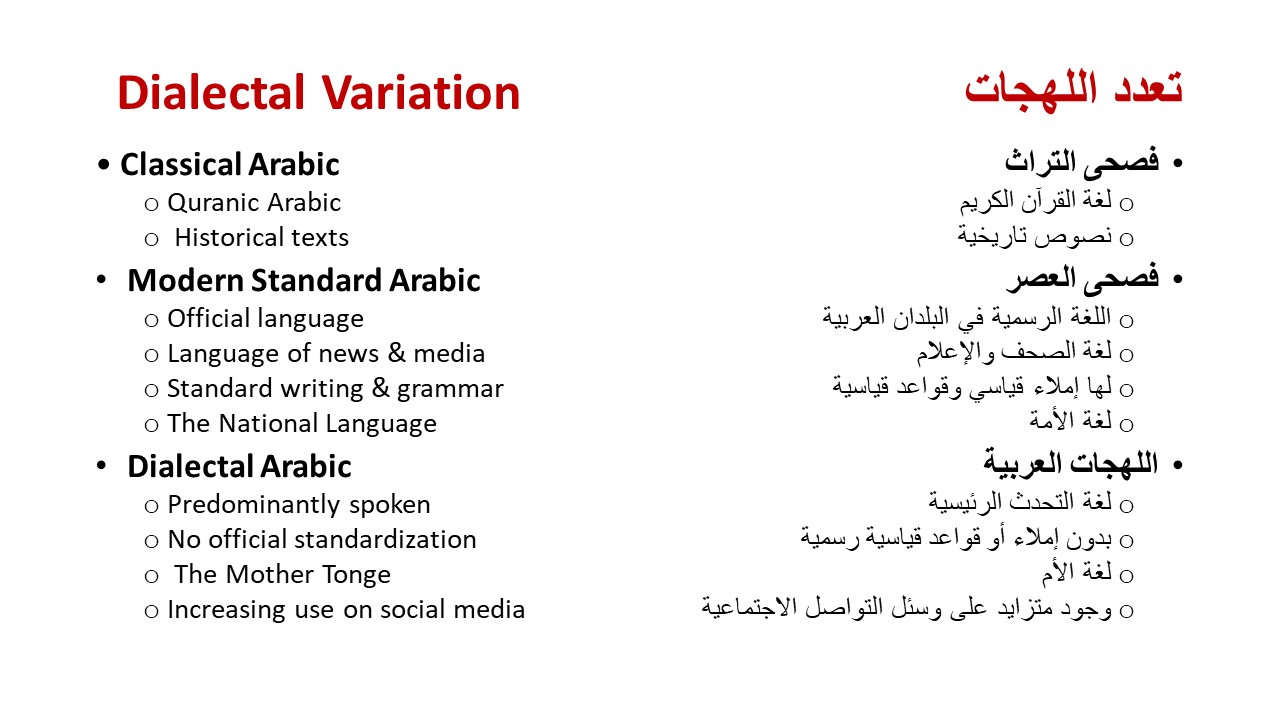 Dialectal Variation
• Classical Arabic
o Quranic Arabic
o Historical texts
• Modern Standard Arabic
o Official language
o Language of news & media
o Standard writing & grammar
o The National Language
• Dialectal Arabic
o Predominantly spoken
o No official standardization
o The Mother Tonge
o Increasing use on social media
تعدد اللهجات
• فصحى التراث
o لغة القرآن الكريم
o نصوص تاريخية
• فصحى العصر
o اللغة الرسمية في البلدان العربية
o لغة الصحف والإعلام
o لها إملاء قياسي وقواعد قياسية
o لغة الأمة
• اللهجات العربية
o لغة التحدث الرئيسية
o بدون إملاء أو قواعد قياسية رسمية
o لغة الأم
o وجود متزايد على وسئل التواصل الاجتماعية